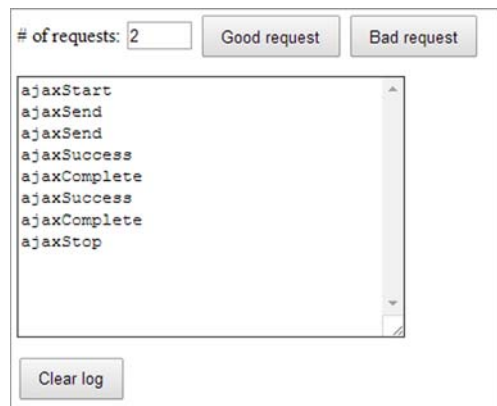 # of requests: 2 Good request Bad request
ajaxStart
ajaxSend
ajaxSend
ajaxSuccess
ajaxComplete
ajaxSuccess
ajaxComplete
ajaxStop
Clear log